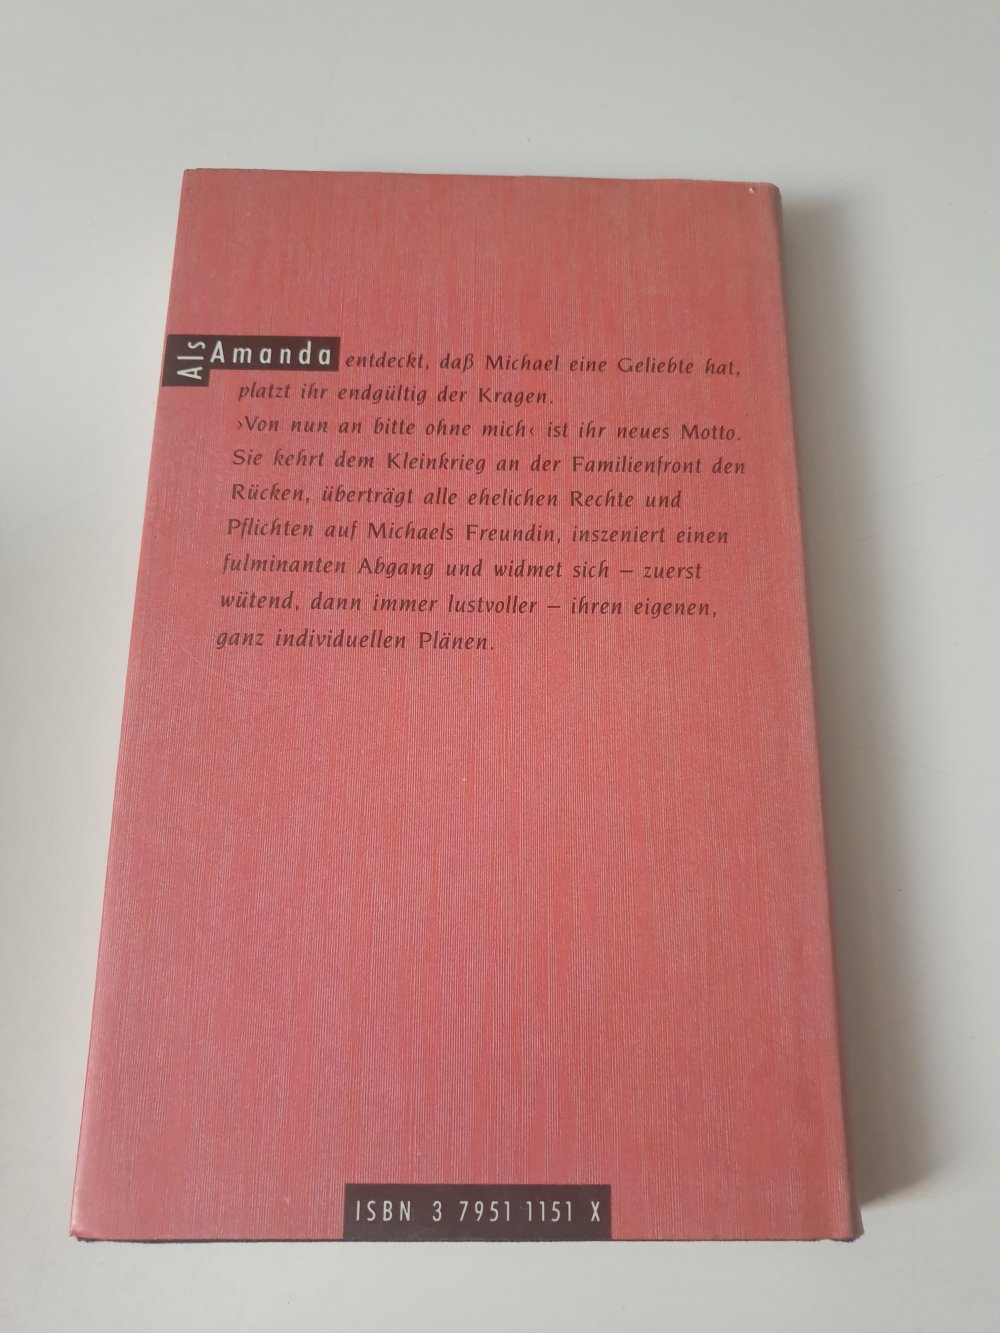 Als Amanda entdeckt, daß Michael eine Geliebte hat,
platzt ihr endgültig der Kragen.
›Von nun an bitte ohne mich‹ ist ihr neues Motto.
Sie kehrt dem Kleinkrieg an der Familienfront den
Rücken, überträgt alle ehelichen Rechte und
Pflichten auf Michaels Freundin, inszeniert einen
fulminanten Abgang und widmet sich – zuerst
wütend, dann immer lustvoller – ihren eigenen,
ganz individuellen Plänen.
ISBN 3 7951 1151 X